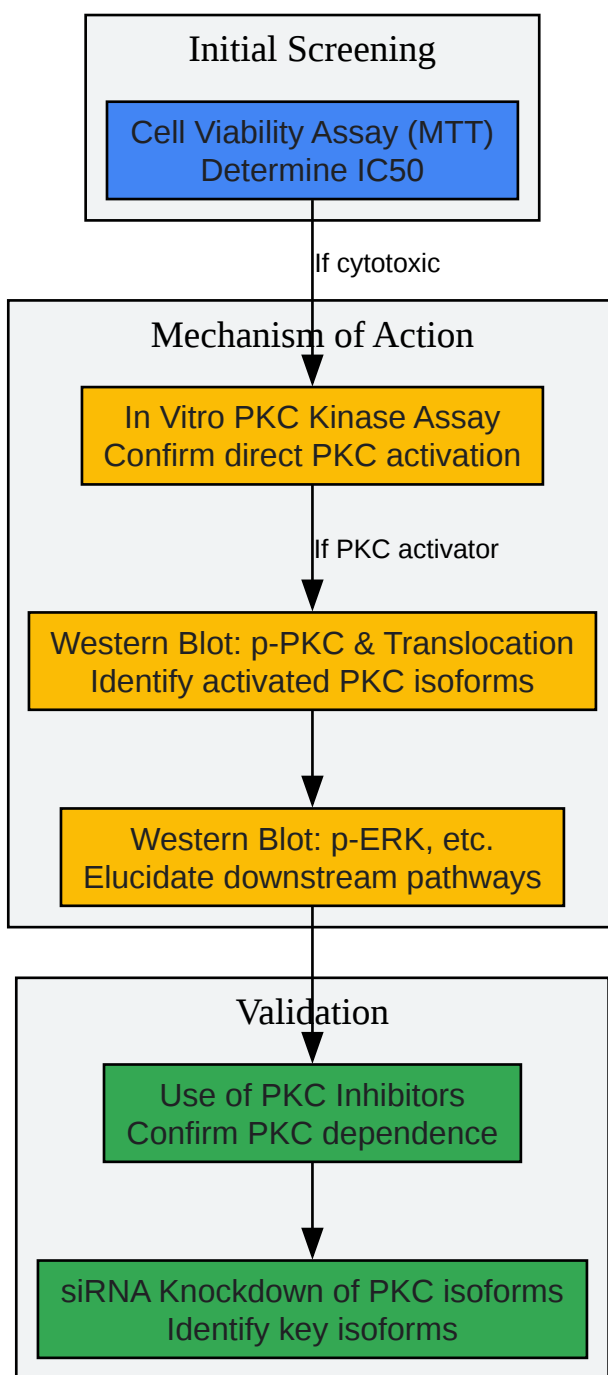 Initial Screening
Cell Viability Assay (MTT)
Determine IC50
If cytotoxic
Mechanism of Action
In Vitro PKC Kinase Assay
Confirm direct PKC activation
If PKC activator
Western Blot: p-PKC & Translocation
Identify activated PKC isoforms
Western Blot: p-ERK, etc.
Elucidate downstream pathways
Validation
Use of PKC Inhibitors
Confirm PKC dependence
siRNA Knockdown of PKC isoforms
Identify key isoforms